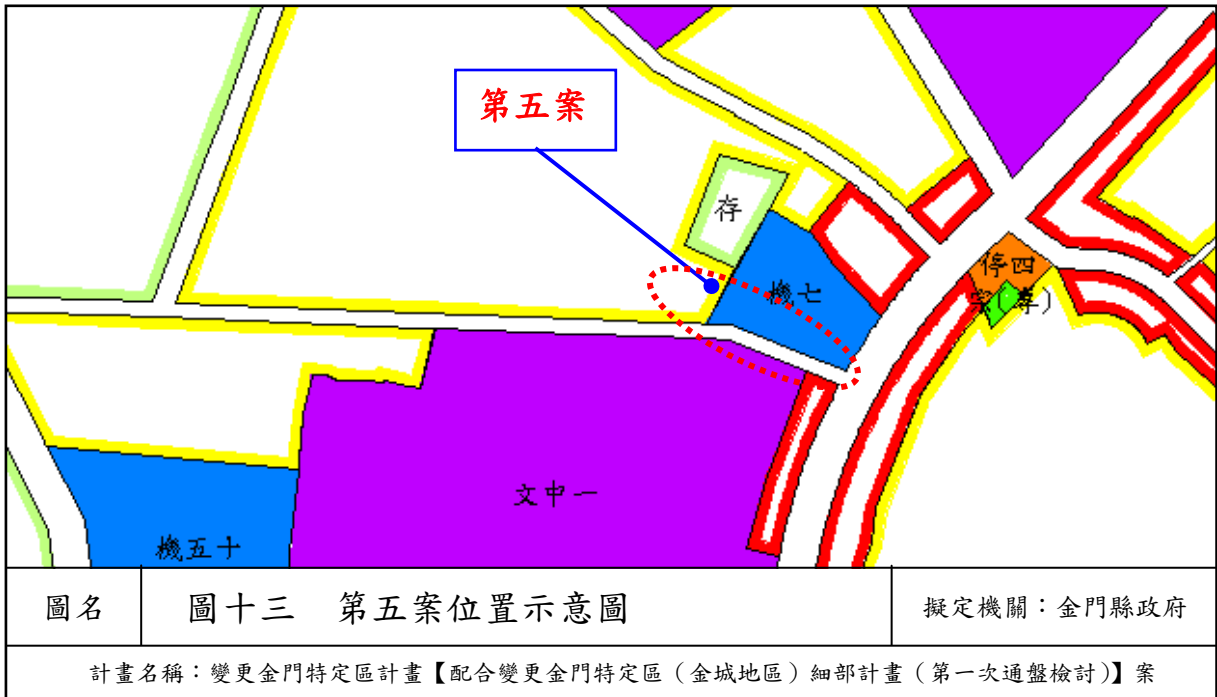 第五案
存
機七
停四
文中一
機五十
圖名
圖十三 第五案位置示意圖
擬定機關：金門縣政府
計畫名稱：變更金門特定區計畫【配合變更金門特定區（金城地區）細部計畫（第一次通盤檢討）】案